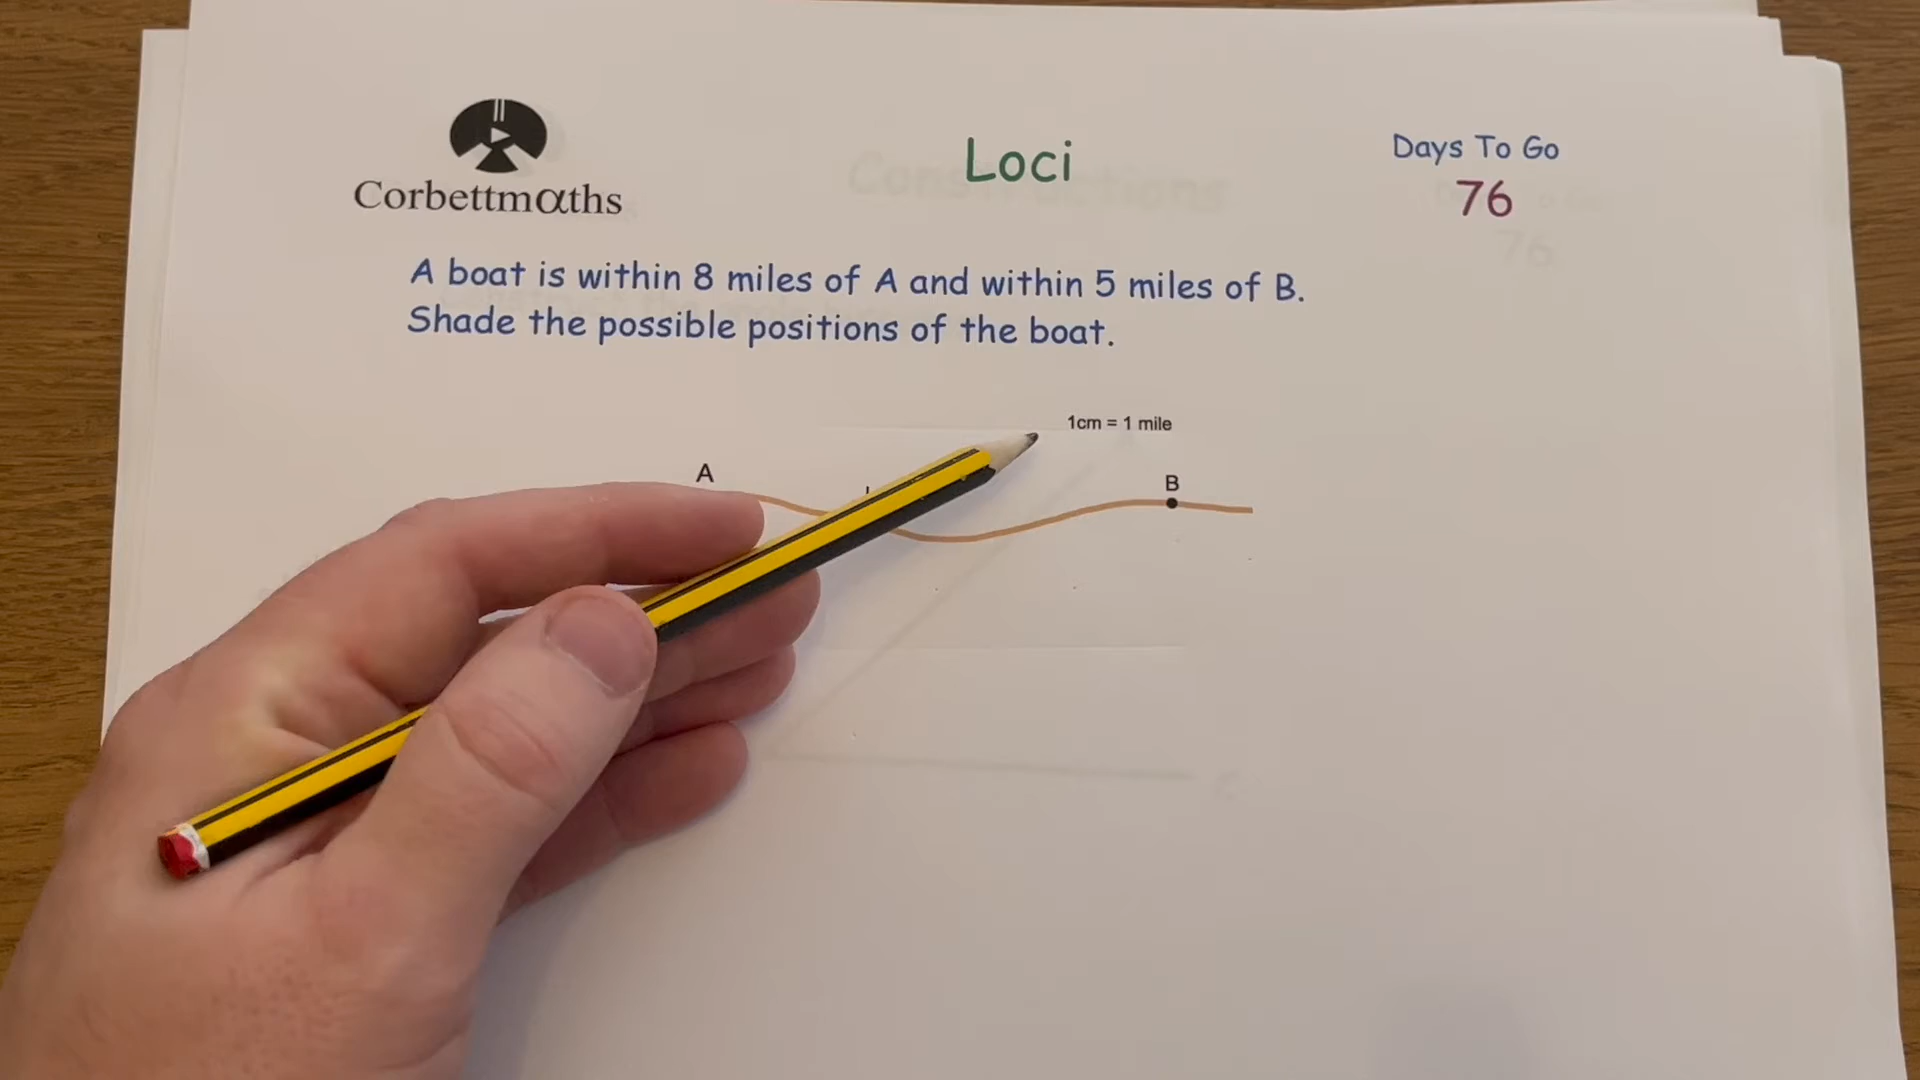 Corbettmαths
Loci
Days To Go
76
A boat is within 8 miles of A and within 5 miles of B.
Shade the possible positions of the boat.
1cm = 1 mile
A
B